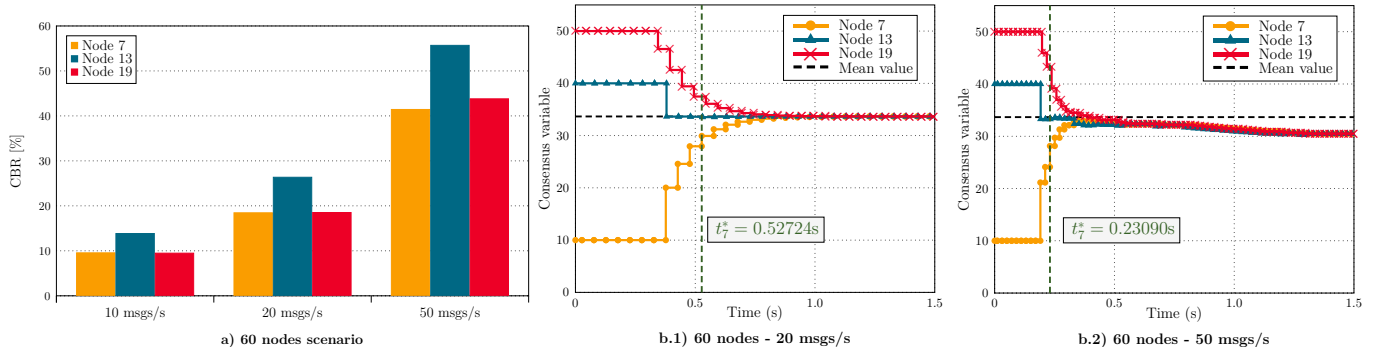 60
50
40
30
20
10
0
CBR [%]
Node 7
Node 13
Node 19
10 msgs/s
20 msgs/s
50 msgs/s
a) 60 nodes scenario
50
40
30
20
10
0
Consensus variable
Node 7
Node 13
Node 19
Mean value
t*7 = 0.52724s
0
0.5
1.0
1.5
Time (s)
b.1) 60 nodes - 20 msgs/s
50
40
30
20
10
0
Consensus variable
Node 7
Node 13
Node 19
Mean value
t*7 = 0.23090s
0
0.5
1.0
1.5
Time (s)
b.2) 60 nodes - 50 msgs/s